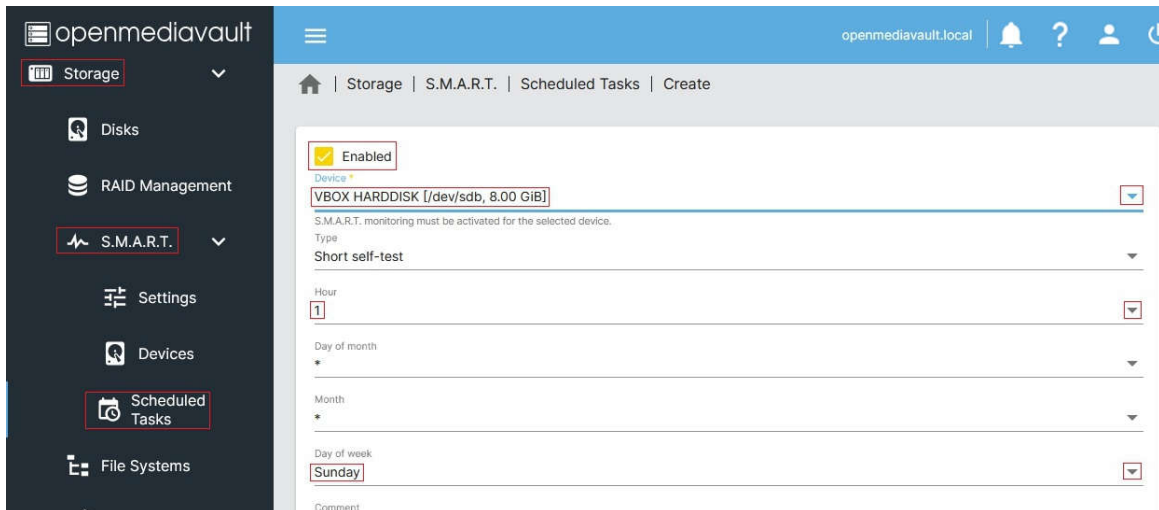 openmediavault
openmediavault.local
?
Storage
| Storage | S.M.A.R.T. | Scheduled Tasks | Create
Disks
RAID Management
S.M.A.R.T.
Settings
Devices
Scheduled
Tasks
File Systems
Enabled
Device *
VBOX HARDDISK [/dev/sdb, 8.00 GiB]
S.M.A.R.T. monitoring must be activated for the selected device.
Type
Short self-test
Hour
1
Day of month
*
Month
*
Day of week
Sunday
Comment